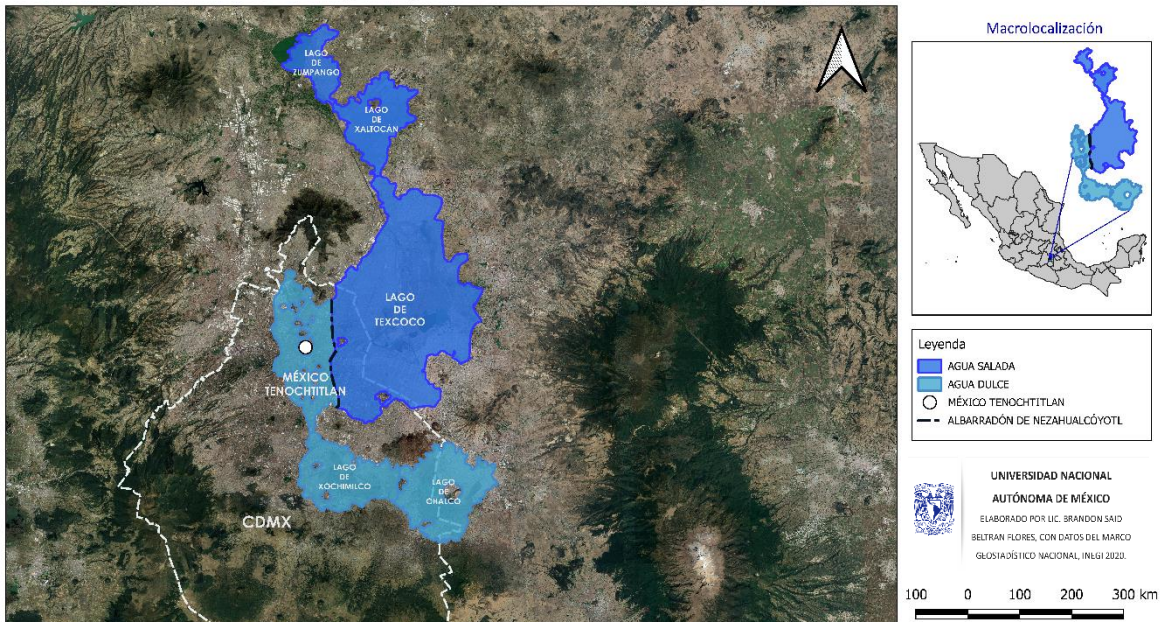 LAGO
DE
ZUMPANGO
LAGO
DE
XALTOCÁN
LAGO
DE
TEXCOCO
MÉXICO
TENOCHTITLAN
LAGO
DE
XOCHIMILCO
LAGO
DE
CHALCO
CDMX
Macrolocalización
Leyenda
AGUA SALADA
AGUA DULCE
MÉXICO TENOCHTITLAN
ALBARRADÓN DE NEZAHUALCÓYOTL
UNIVERSIDAD NACIONAL
AUTÓNOMA DE MÉXICO
ELABORADO POR LIC. BRANDON SAID
BELTRAN FLORES, CON DATOS DEL MARCO
GEOSTADÍSTICO NACIONAL, INEGI 2020.
100 0 100 200 300 km